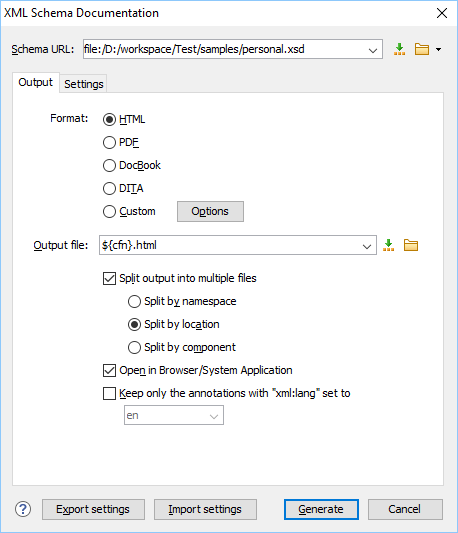 XML Schema Documentation
Schema URL: file:/D:/workspace/Test/samples/personal.xsd
Output Settings
Format: HTML
PDF
DocBook
DITA
Custom Options
Output file: ${cfn}.html
Split output into multiple files
Split by namespace
Split by location
Split by component
Open in Browser/System Application
Keep only the annotations with "xml:lang" set to
en
? Export settings Import settings Generate Cancel